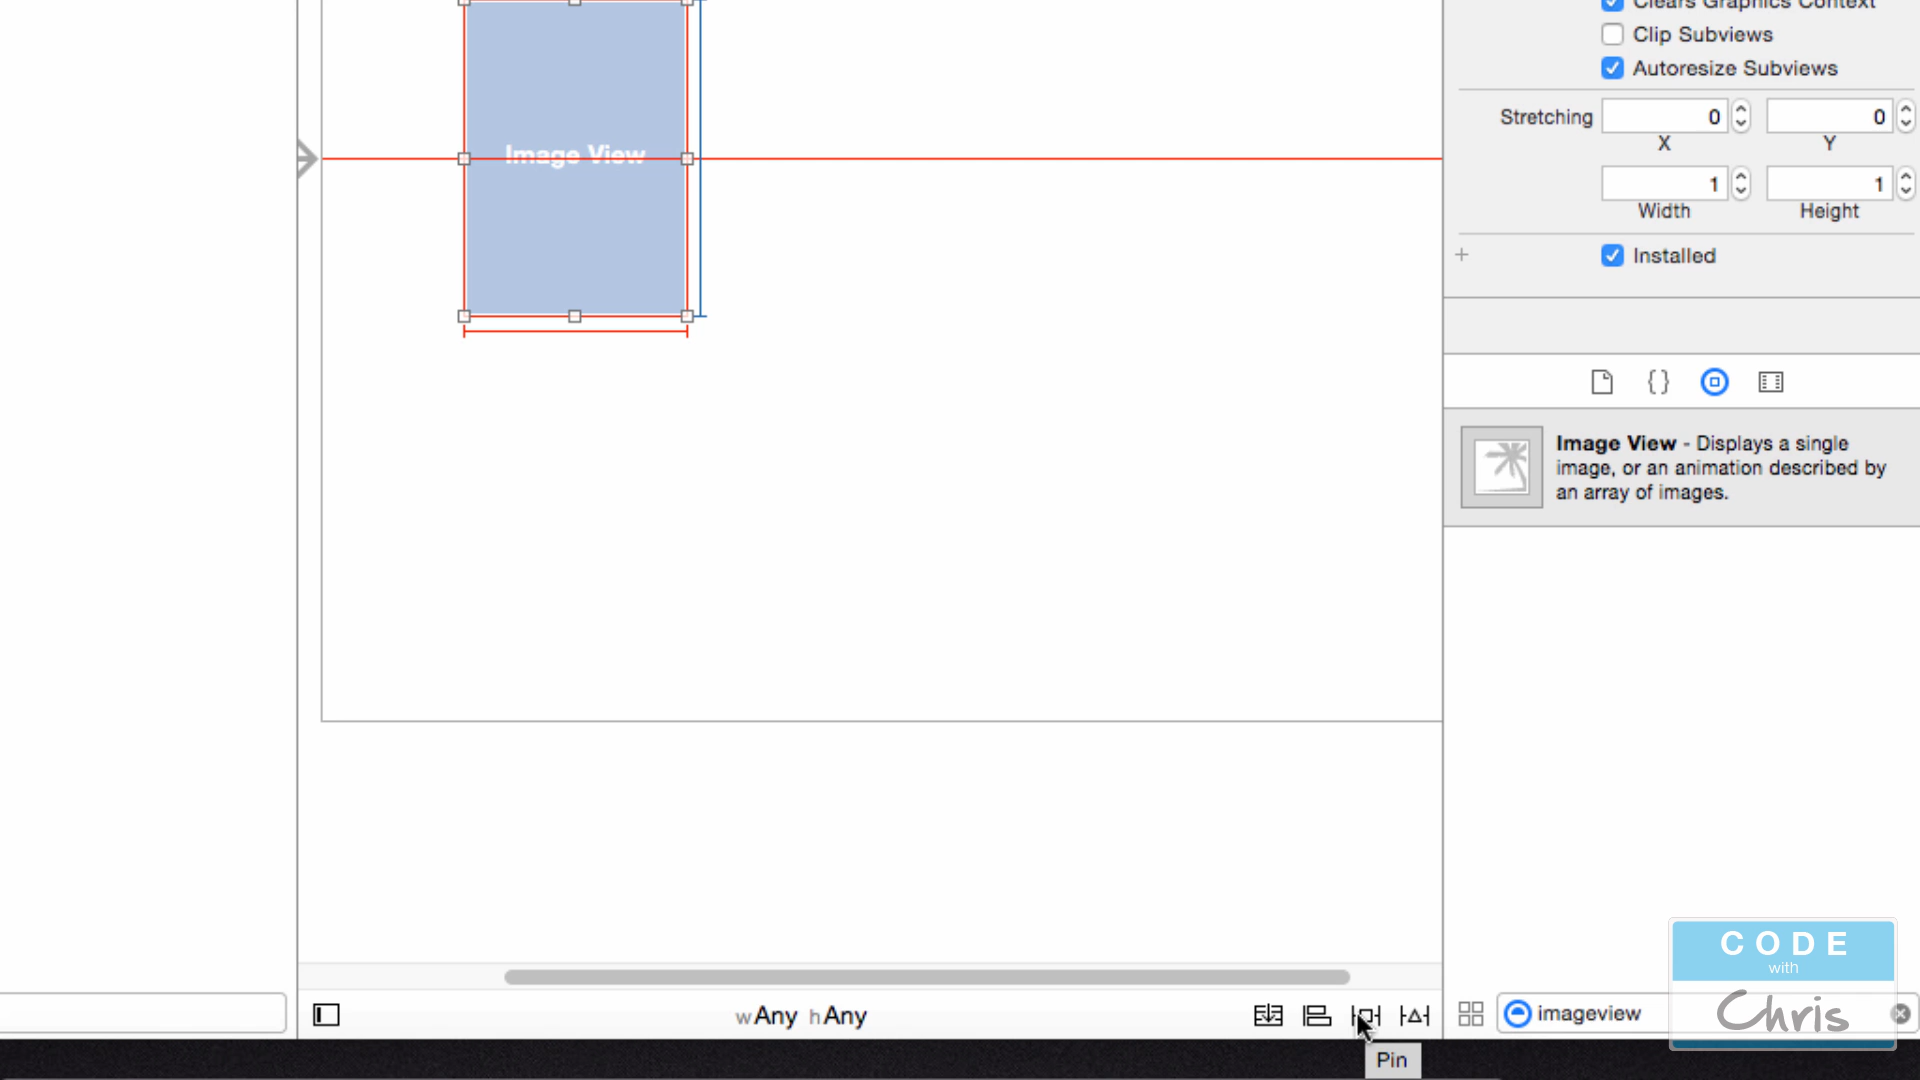 Clears Graphics Context
Clip Subviews
Autoresize Subviews
Stretching
0
0
X
Y
1
1
Width
Height
Installed
Image View
Image View - Displays a single
image, or an animation described by
an array of images.
wAny hAny
imageview
Pin
CODE
with
Chris